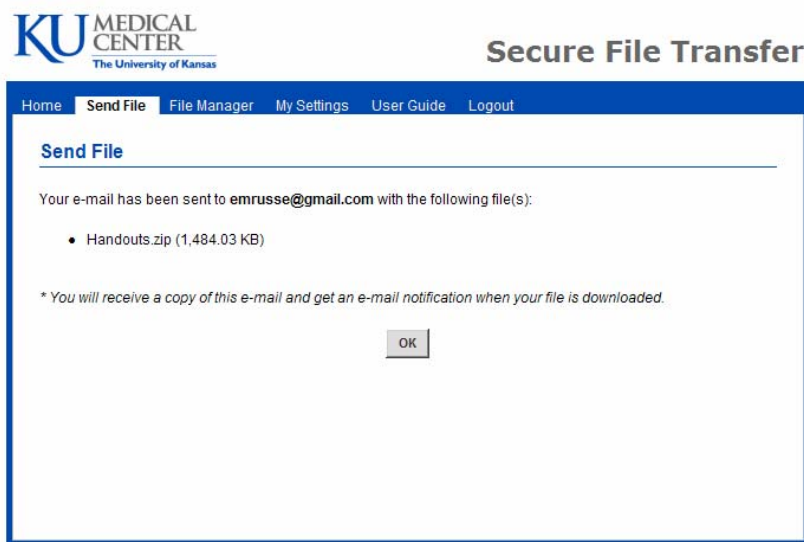 KU MEDICAL
CENTER
The University of Kansas
Secure File Transfer
Home Send File File Manager My Settings User Guide Logout
Send File
Your e-mail has been sent to emrusse@gmail.com with the following file(s):
• Handouts.zip (1,484.03 KB)
* You will receive a copy of this e-mail and get an e-mail notification when your file is downloaded.
OK